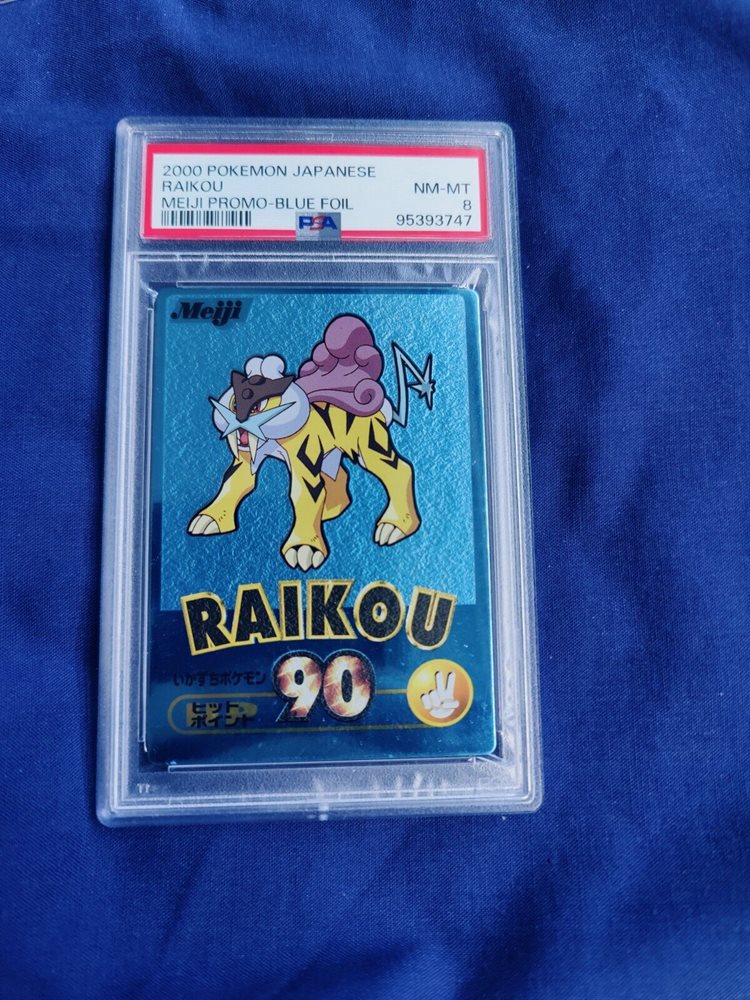 2000 POKEMON JAPANESE
RAIKOU NM-MT
MEIJI PROMO-BLUE FOIL 8
PSA 95393747
Meiji
RAIKOU
いかずちポケモン 90
ヒット
ポイント